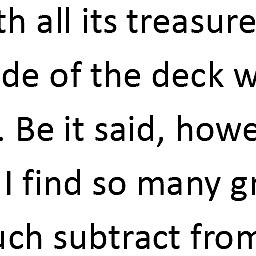 th all its treasure
de of the deck w
. Be it said, howe
I find so many gr
uch subtract from